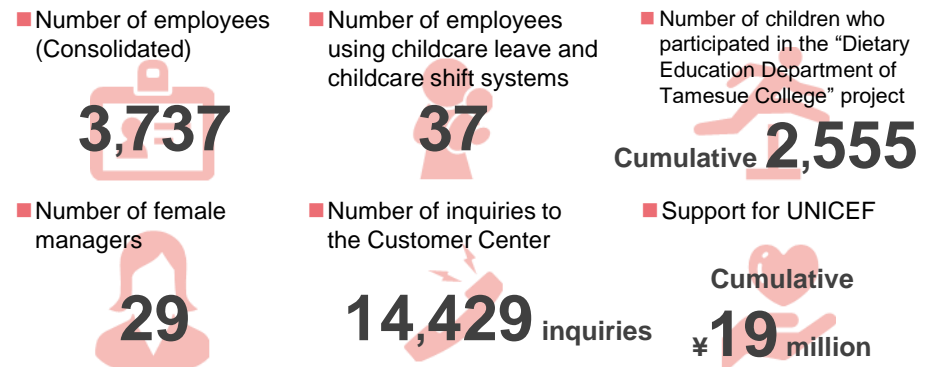 Number of employees
(Consolidated)
3,737
Number of employees
using childcare leave and
childcare shift systems
37
Number of children who
participated in the “Dietary
Education Department of
Tamesue College” project
Cumulative 2,555
Number of female
managers
29
Number of inquiries to
the Customer Center
14,429 inquiries
Support for UNICEF
Cumulative
¥19 million